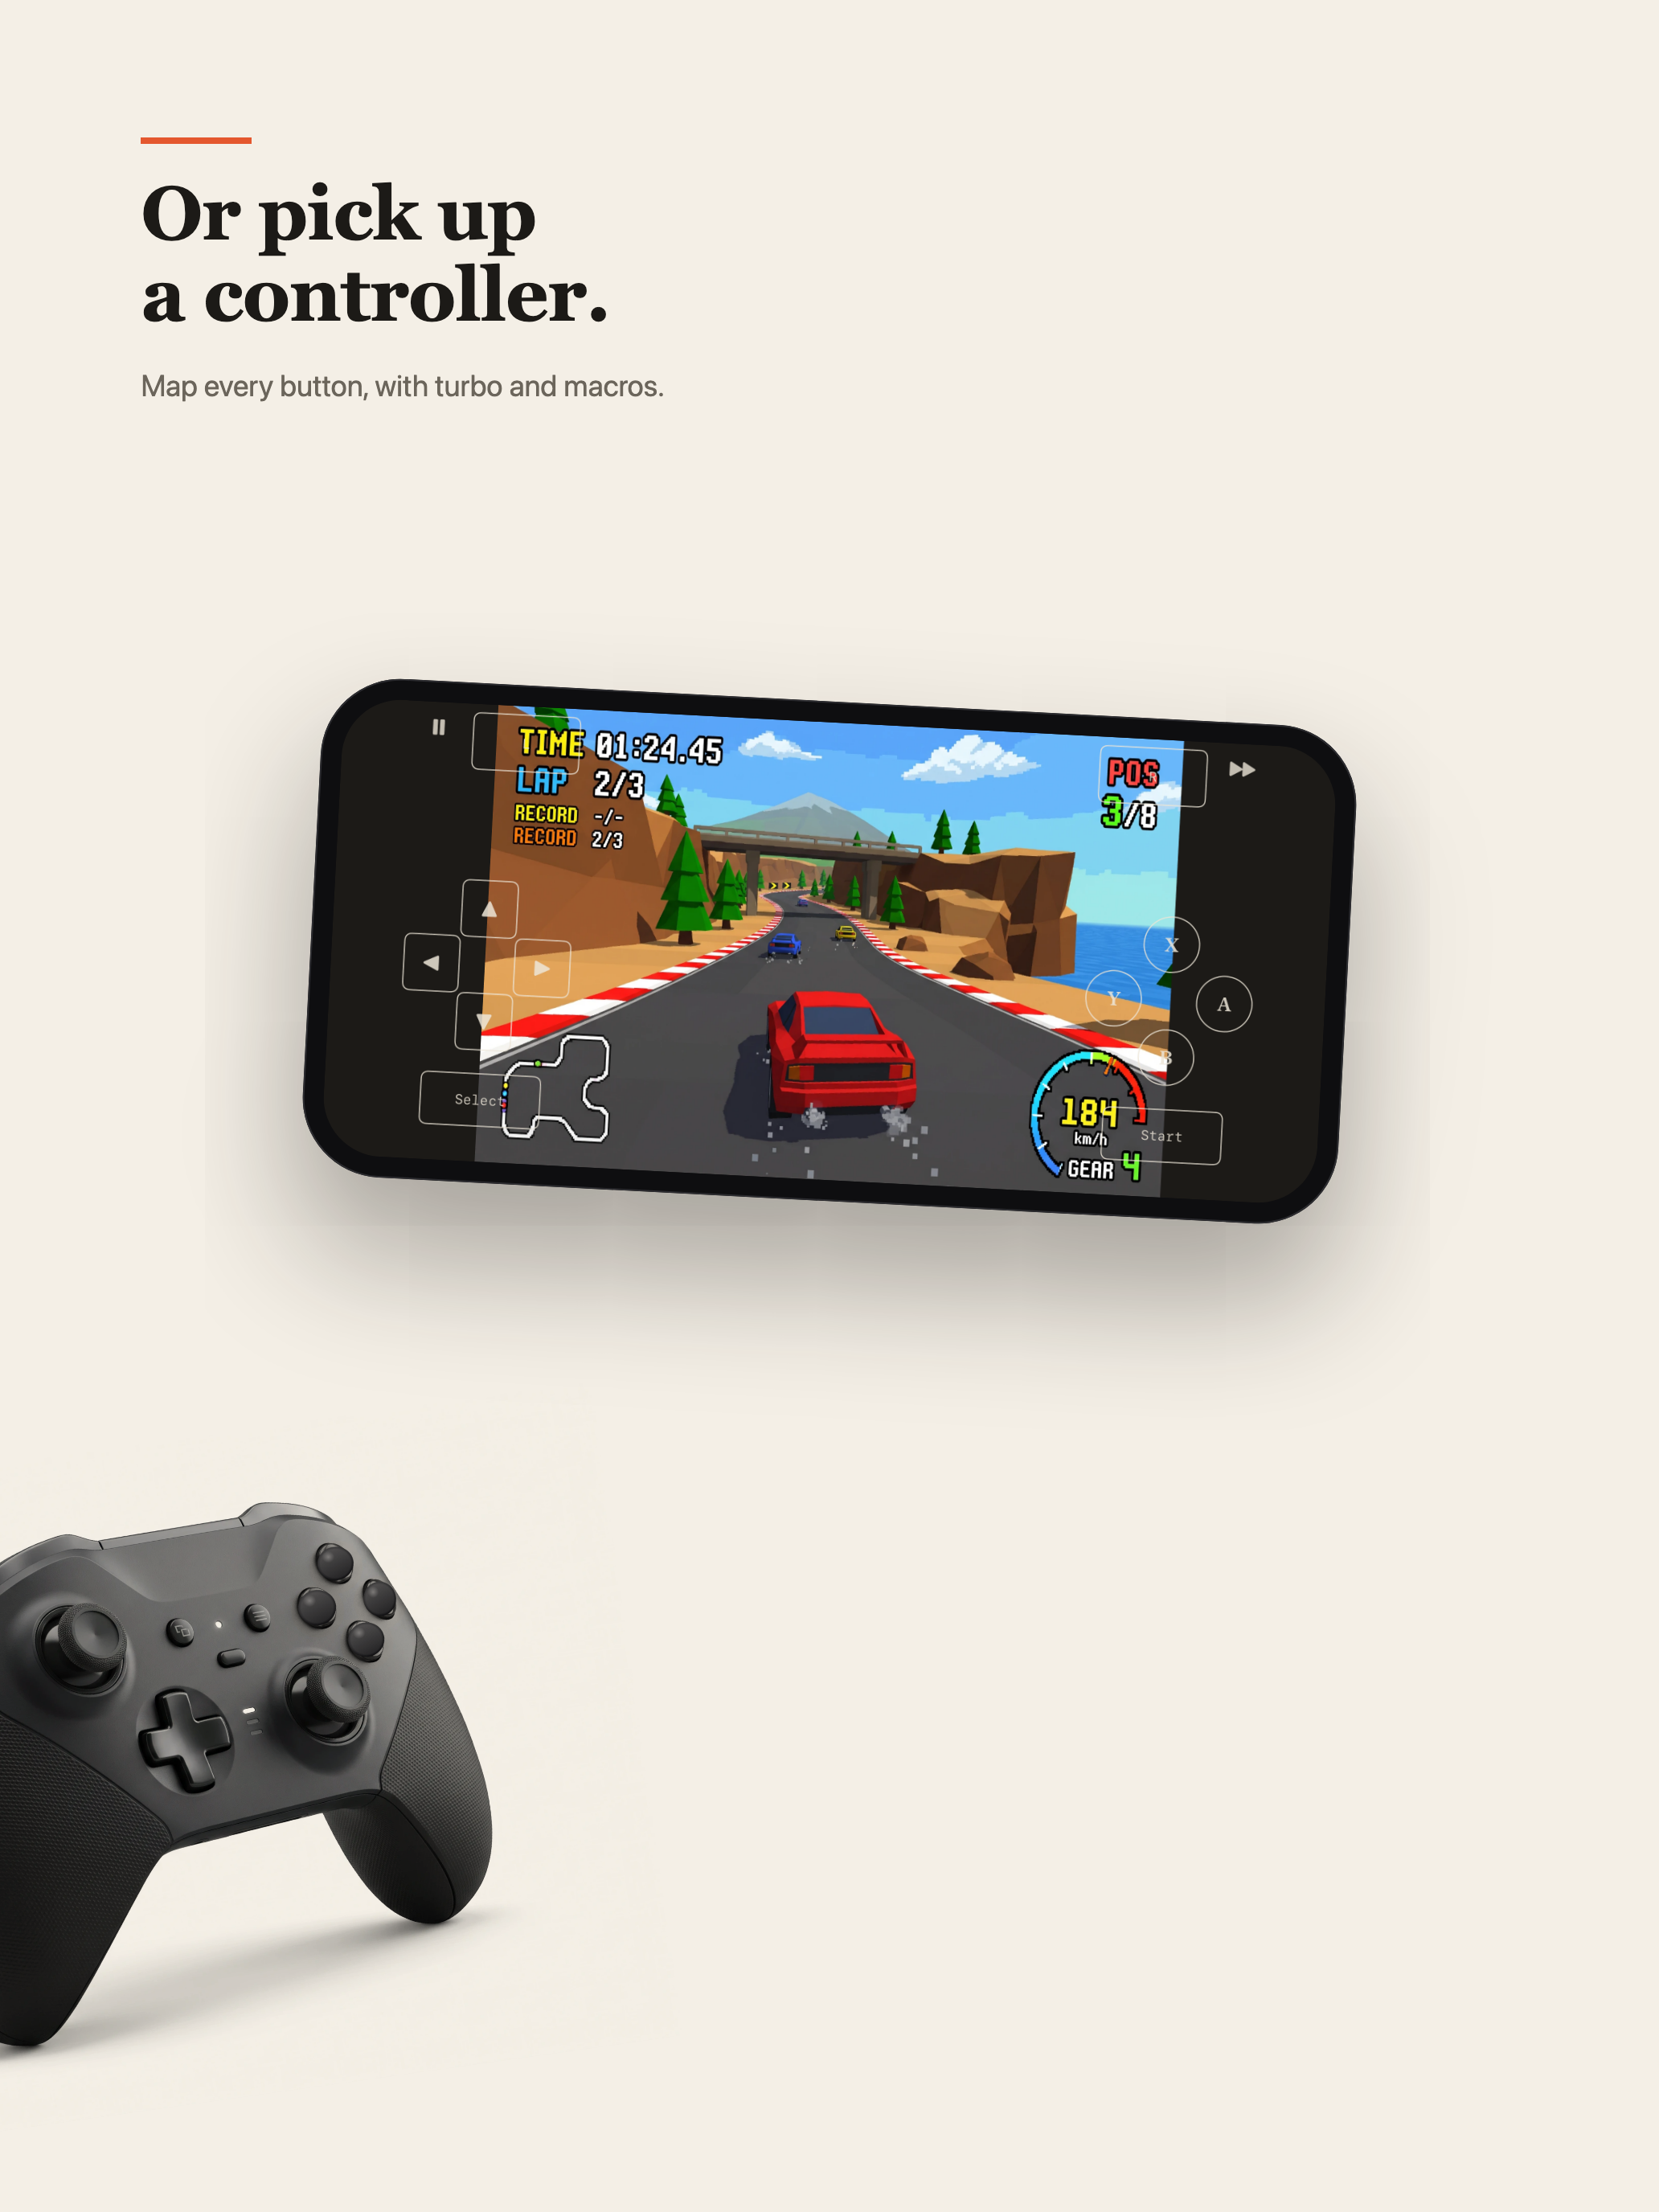 Or pick up
a controller.
Map every button, with turbo and macros.
TIME 01:24.45
LAP 2/3
RECORD -/-
RECORD 2/3
POS
3/8
X
Y
A
B
Select
184
km/h
Start
GEAR 4